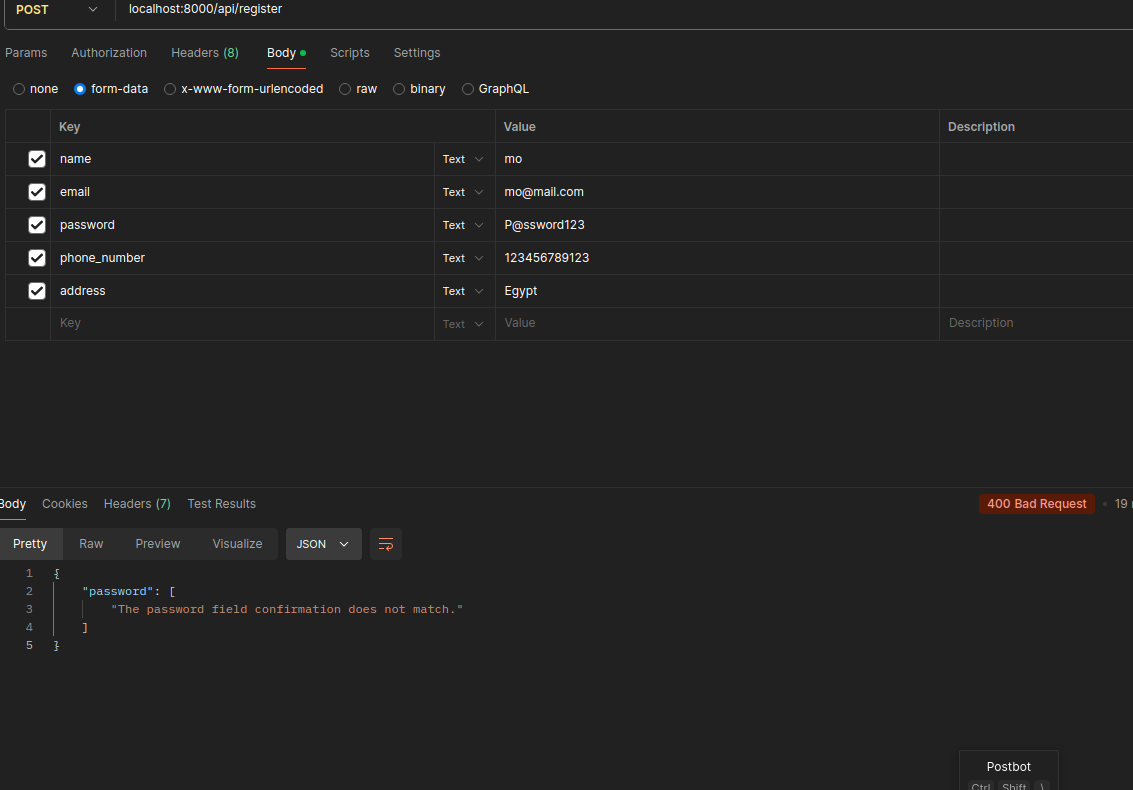 POST localhost:8000/api/register
Params Authorization Headers (8) Body Scripts Settings
none form-data x-www-form-urlencoded raw binary GraphQL
Key Value Description
name Text mo
email Text mo@mail.com
password Text P@ssword123
phone_number Text 123456789123
address Text Egypt
Key Text Value Description
Body Cookies Headers (7) Test Results 400 Bad Request 19
Pretty Raw Preview Visualize JSON
1 {
2 "password": [
3 "The password field confirmation does not match."
4 ]
5 }
Postbot
Ctrl Shift \